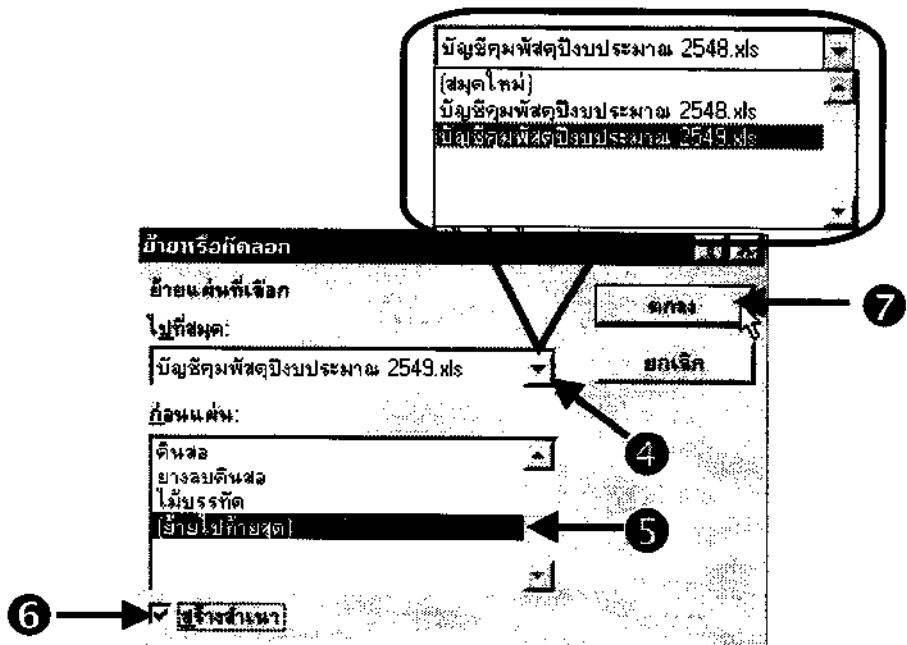 บัญชีคุมพัสดุปีงบประมาณ 2548.xls
(สมุดใหม่)
บัญชีคุมพัสดุปีงบประมาณ 2548.xls
บัญชีคุมพัสดุปีงบประมาณ 2549.xls
ย้ายหรือคัดลอก
ย้ายแผ่นที่เลือก
ไปที่สมุด:
บัญชีคุมพัสดุปีงบประมาณ 2549.xls
ก่อนแผ่น:
ดินสอ
ยางลบดินสอ
ไม้บรรทัด
(ย้ายไปท้ายสุด)
สร้างสำเนา
ตกลง
ยกเลิก
4
5
6
7